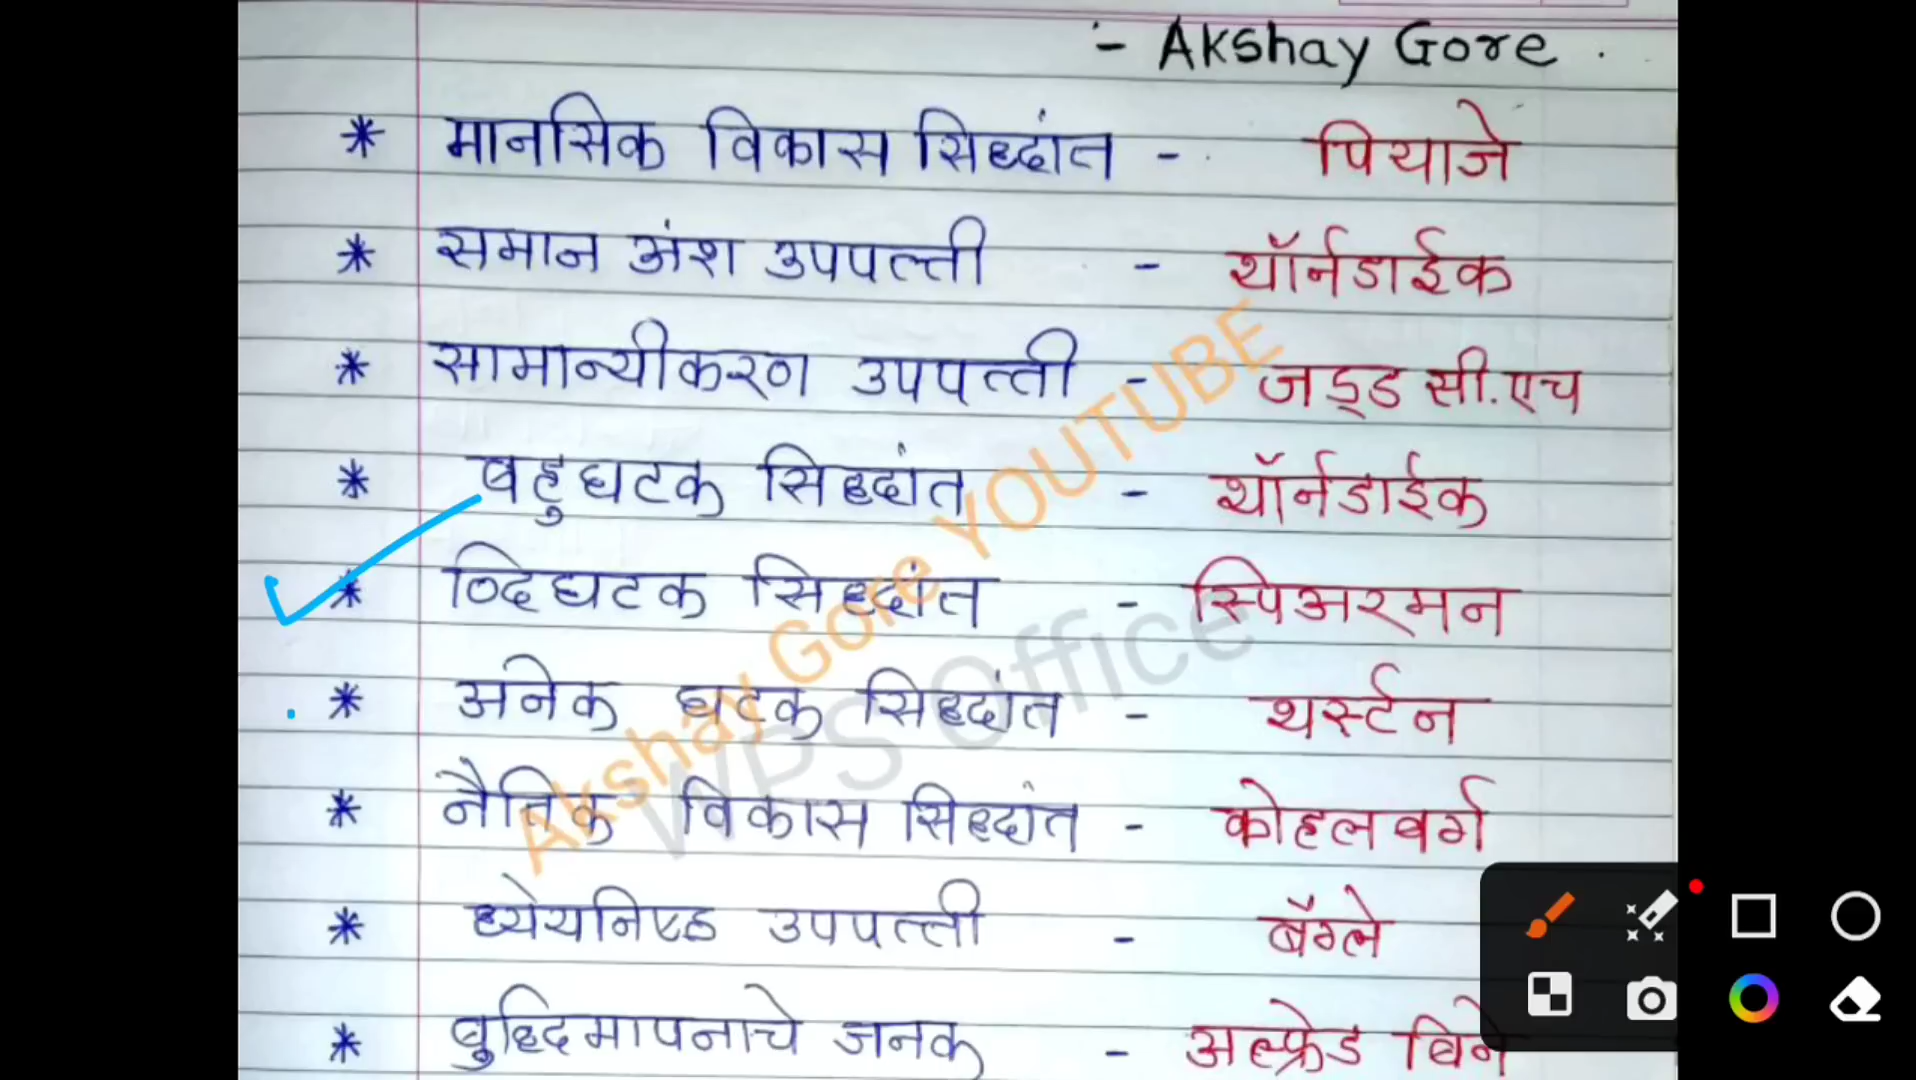 :- Akshay Gore.
* मानसिक विकास सिध्दांत - पियाजे
* समान अंश उपपत्ती - थॉर्नडाईक
* सामान्यीकरण उपपत्ती - जड्ड सी.एच
* बहुघटक सिध्दांत - थॉर्नडाईक
* व्दिघटक सिध्दांत - स्पिअरमन
* अनेक घटक सिध्दांत - थर्स्टन
* नैतिक विकास सिध्दांत - कोहलबर्ग
* ध्येयनिष्ठ उपपत्ती - बॅग्ले
* बुध्दिमापनाचे जनक - अल्फ्रेड बिने
Akshay Gore YOUTUBE
WPS Office